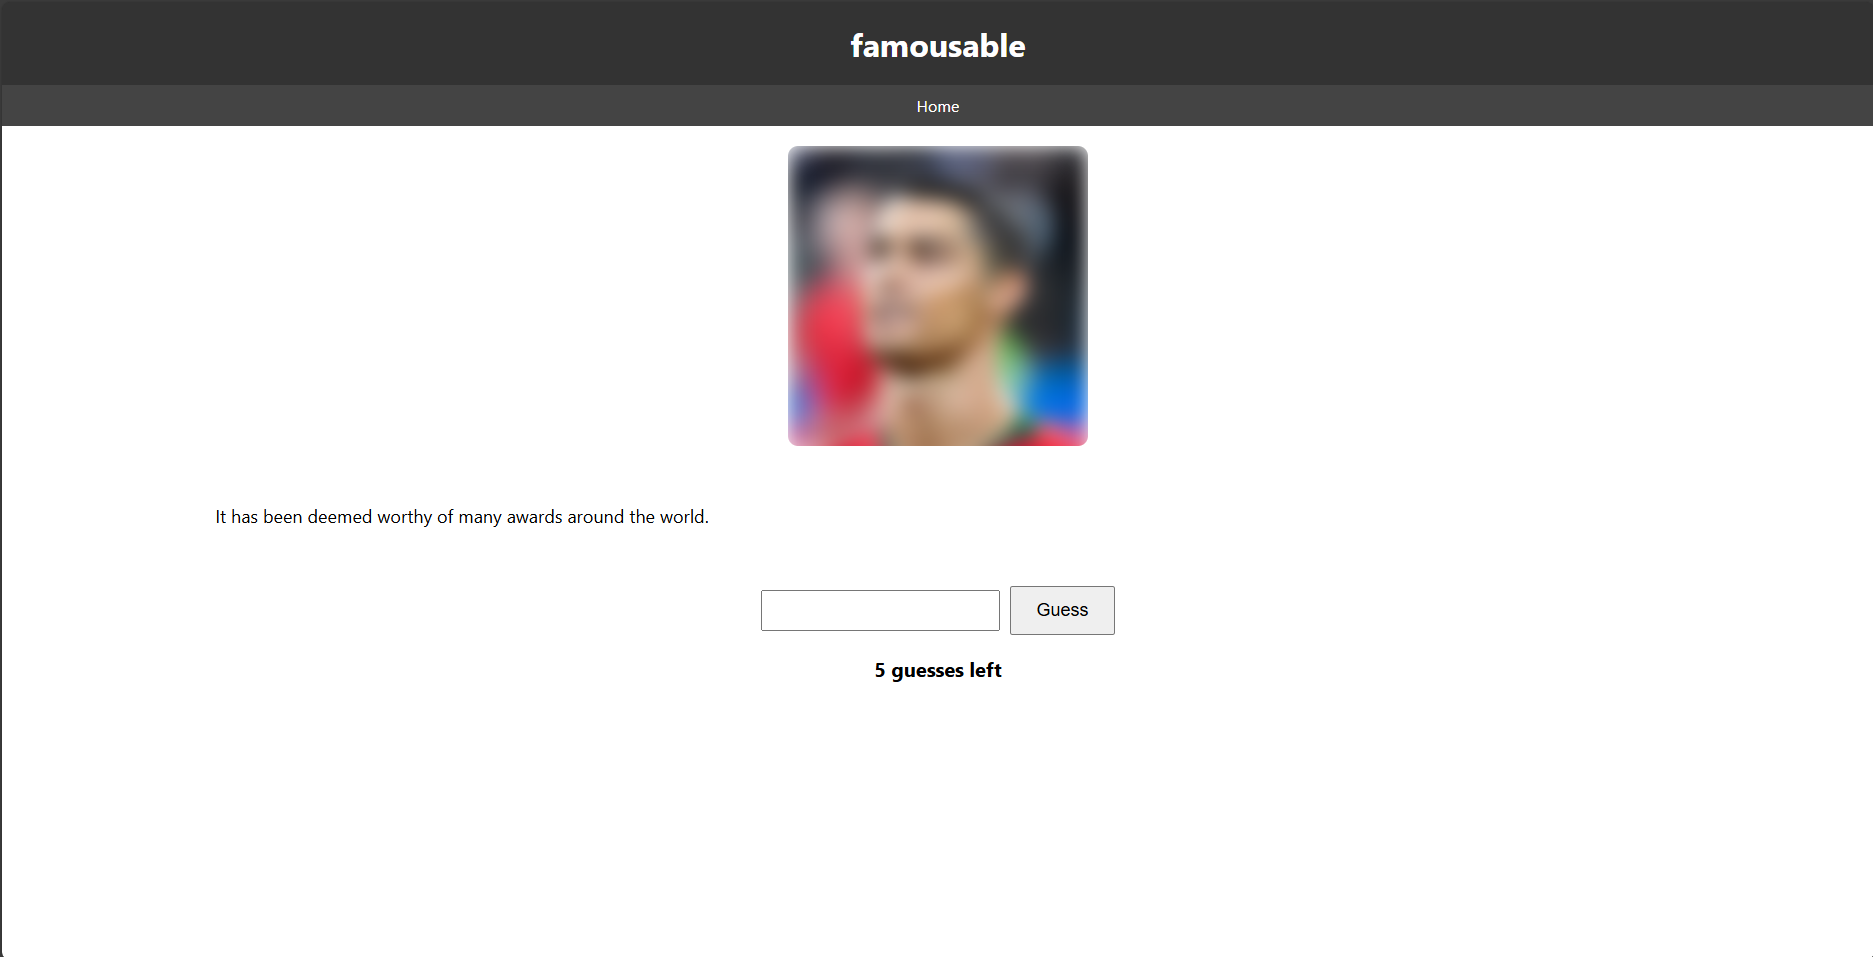 famousable
Home
It has been deemed worthy of many awards around the world.
Guess
5 guesses left